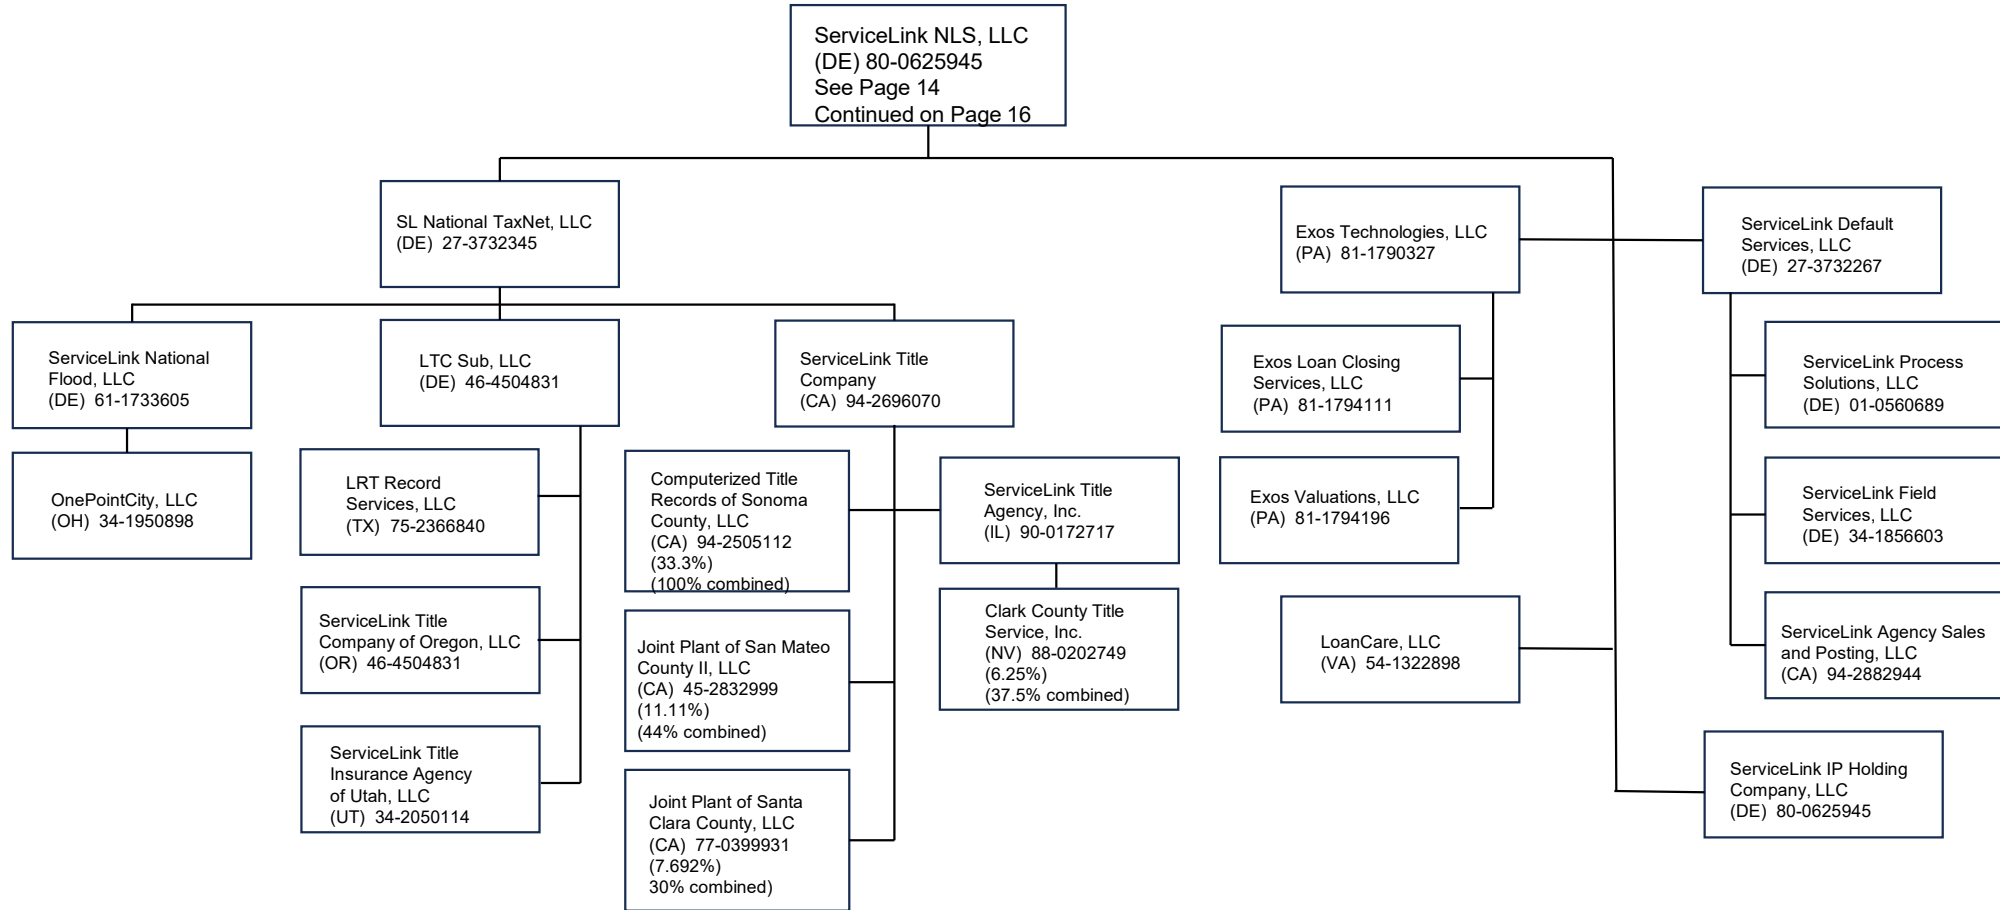 ServiceLink NLS, LLC
(DE) 80-0625945
See Page 14
Continued on Page 16
SL National TaxNet, LLC
(DE) 27-3732345
Exos Technologies, LLC
(PA) 81-1790327
ServiceLink Default
Services, LLC
(DE) 27-3732267
ServiceLink National
Flood, LLC
(DE) 61-1733605
LTC Sub, LLC
(DE) 46-4504831
ServiceLink Title
Company
(CA) 94-2696070
Exos Loan Closing
Services, LLC
(PA) 81-1794111
ServiceLink Process
Solutions, LLC
(DE) 01-0560689
OnePointCity, LLC
(OH) 34-1950898
LRT Record
Services, LLC
(TX) 75-2366840
Computerized Title
Records of Sonoma
County, LLC
(CA) 94-2505112
(33.3%)
(100% combined)
ServiceLink Title
Agency, Inc.
(IL) 90-0172717
Exos Valuations, LLC
(PA) 81-1794196
ServiceLink Field
Services, LLC
(DE) 34-1856603
ServiceLink Title
Company of Oregon, LLC
(OR) 46-4504831
Joint Plant of San Mateo
County II, LLC
(CA) 45-2832999
(11.11%)
(44% combined)
Clark County Title
Service, Inc.
(NV) 88-0202749
(6.25%)
(37.5% combined)
LoanCare, LLC
(VA) 54-1322898
ServiceLink Agency Sales
and Posting, LLC
(CA) 94-2882944
ServiceLink Title
Insurance Agency
of Utah, LLC
(UT) 34-2050114
Joint Plant of Santa
Clara County, LLC
(CA) 77-0399931
(7.692%)
30% combined)
ServiceLink IP Holding
Company, LLC
(DE) 80-0625945